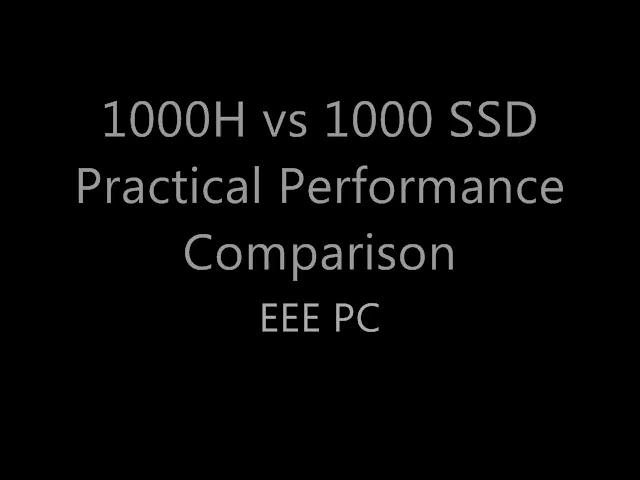 1000H vs 1000 SSD
Practical Performance
Comparison
EEE PC